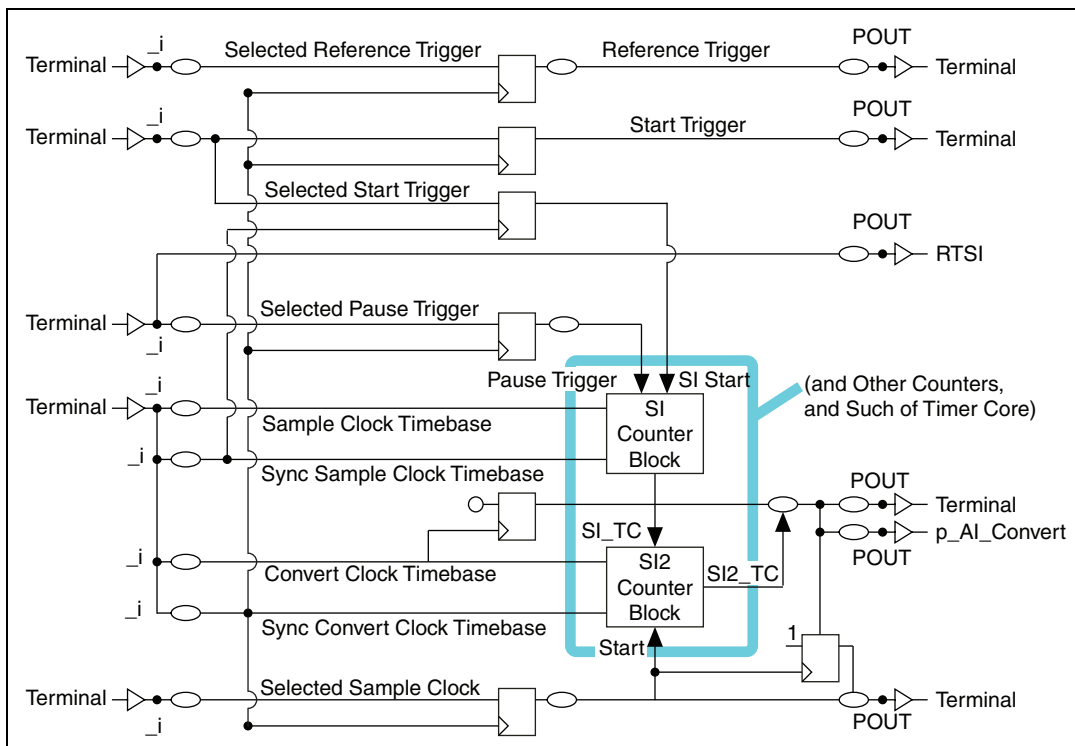 _i Selected Reference Trigger Reference Trigger POUT
Terminal Terminal
_i POUT
Terminal Start Trigger Terminal
Selected Start Trigger
POUT
RTSI
Selected Pause Trigger
Terminal
_i
Pause Trigger SI Start
(and Other Counters,
and Such of Timer Core)
_i
Terminal
Sample Clock Timebase
SI
Counter
Block
_i
Sync Sample Clock Timebase
POUT
Terminal
SI_TC
p_AI_Convert
POUT
_i
Convert Clock Timebase
SI2
Counter
Block
SI2_TC
_i
Sync Convert Clock Timebase
Start
1
Selected Sample Clock
Terminal Terminal
_i POUT